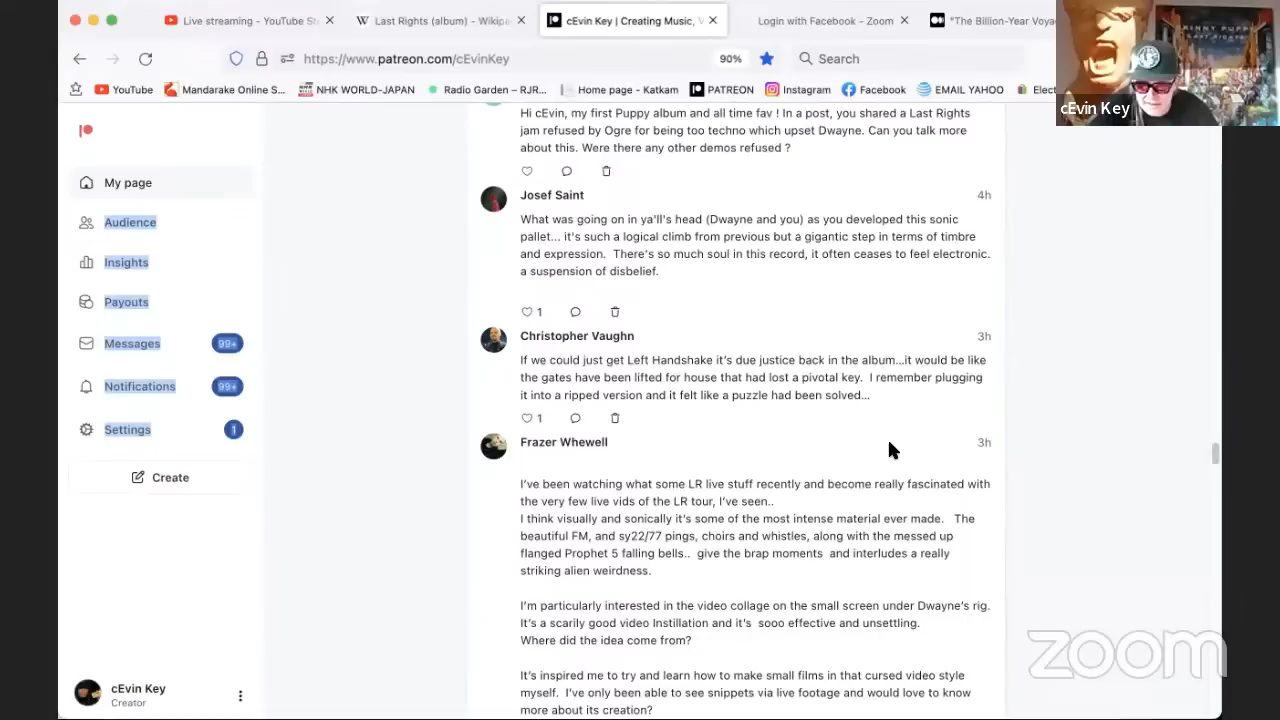 Live streaming - YouTube St
Last Rights (album) - Wikipe
cEvin Key | Creating Music, V
Login with Facebook - Zoom
"The Billion-Year Voya
https://www.patreon.com/cEvinKey
90%
Search
YouTube
Mandarake Online S...
NHK WORLD-JAPAN
Radio Garden – RJR...
Home page - Katkam
PATREON
Instagram
Facebook
EMAIL YAHOO
Elect
SKINNY PUPPY
LAST RIGHTS
cEvin Key
My page
Audience
Insights
Payouts
Messages
99+
Notifications
99+
Settings
1
Create
cEvin Key
Creator
Hi cEvin, my first Puppy album and all time fav ! In a post, you shared a Last Rights
jam refused by Ogre for being too techno which upset Dwayne. Can you talk more
about this. Were there any other demos refused ?
Josef Saint
4h
What was going on in ya'll's head (Dwayne and you) as you developed this sonic
pallet... it's such a logical climb from previous but a gigantic step in terms of timbre
and expression. There's so much soul in this record, it often ceases to feel electronic.
a suspension of disbelief.
1
Christopher Vaughn
3h
If we could just get Left Handshake it's due justice back in the album...it would be like
the gates have been lifted for house that had lost a pivotal key. I remember plugging
it into a ripped version and it felt like a puzzle had been solved...
1
Frazer Whewell
3h
I've been watching what some LR live stuff recently and become really fascinated with
the very few live vids of the LR tour, I've seen..
I think visually and sonically it's some of the most intense material ever made. The
beautiful FM, and sy22/77 pings, choirs and whistles, along with the messed up
flanged Prophet 5 falling bells.. give the brap moments and interludes a really
striking alien weirdness.
I'm particularly interested in the video collage on the small screen under Dwayne's rig.
It's a scarily good video Instillation and it's sooo effective and unsettling.
Where did the idea come from?
It's inspired me to try and learn how to make small films in that cursed video style
myself. I've only been able to see snippets via live footage and would love to know
more about its creation?
zoom